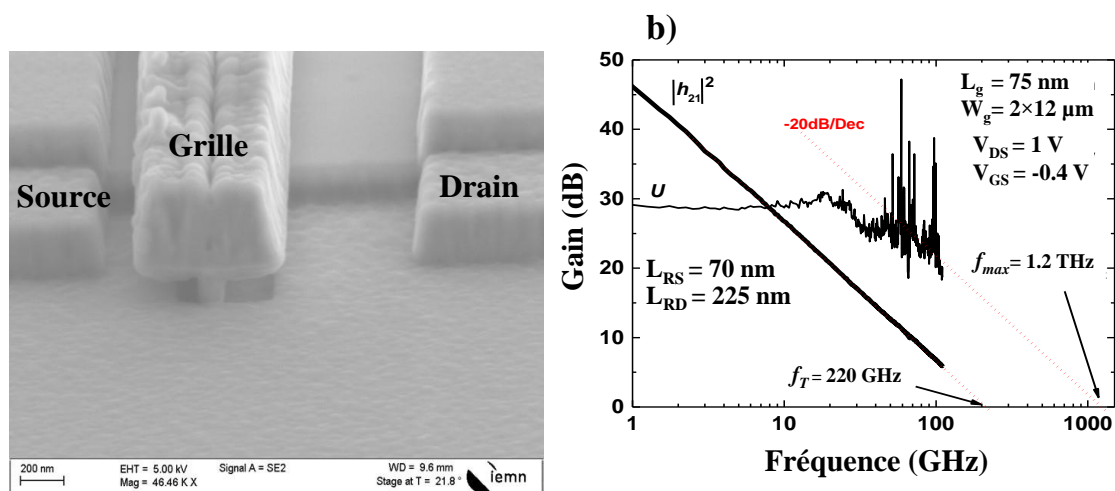 Grille
Source
Drain
200 nm
EHT = 5.00 kV
Signal A = SE2
WD = 9.6 mm
Mag = 46.46 K X
Stage at T = 21.8°
iemn
b)
50
40
30
20
10
0
Gain (dB)
|h21|²
-20dB/Dec
U
Lg = 75 nm
Wg= 2×12 µm
VDS = 1 V
VGS = -0.4 V
LRS = 70 nm
LRD = 225 nm
fmax= 1.2 THz
fT = 220 GHz
1
10
100
1000
Fréquence (GHz)